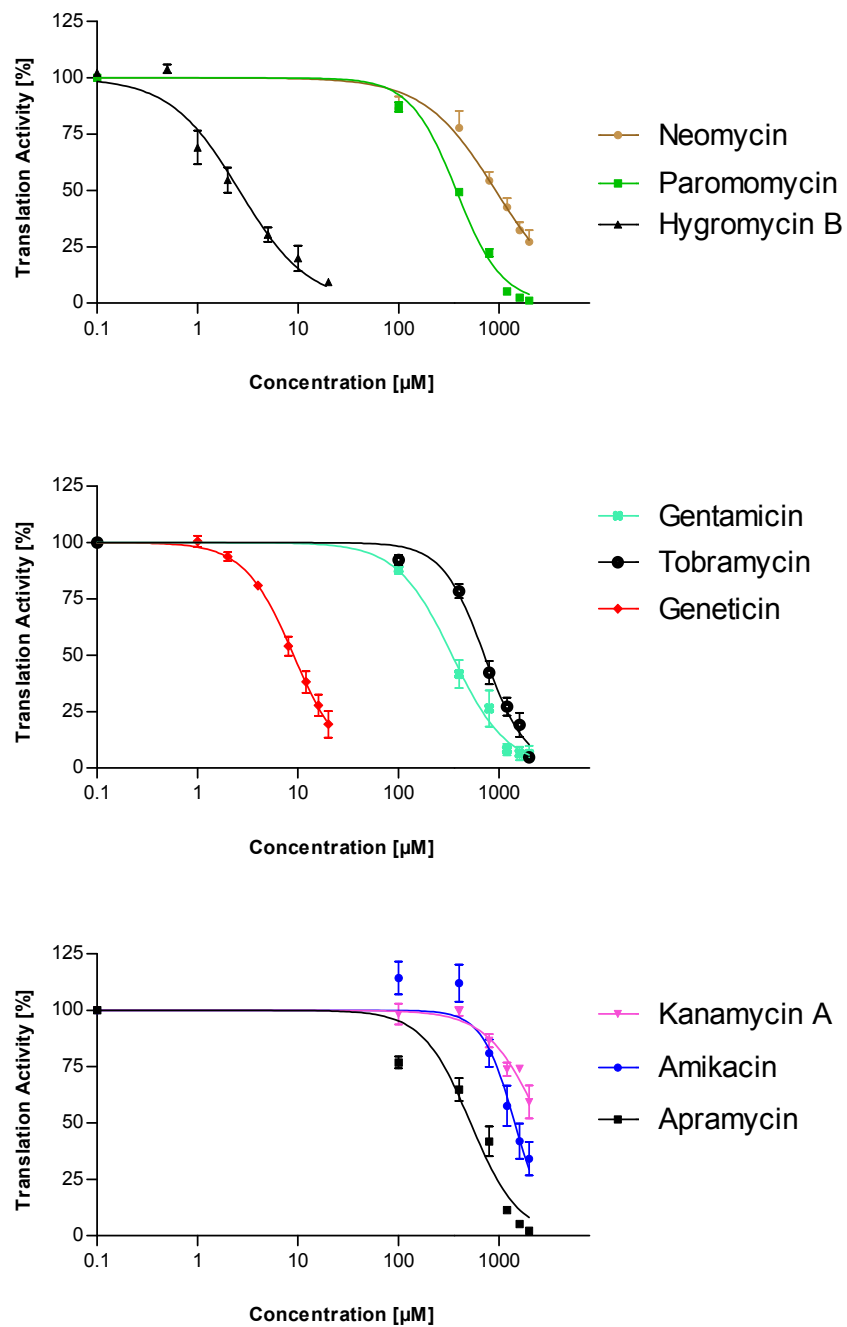 125
100
75
50
25
0
Translation Activity [%]
0.1 1 10 100 1000
Concentration [µM]
Neomycin
Paromomycin
Hygromycin B
125
100
75
50
25
0
Translation Activity [%]
0.1 1 10 100 1000
Concentration [µM]
Gentamicin
Tobramycin
Geneticin
125
100
75
50
25
0
Translation Activity [%]
0.1 1 10 100 1000
Concentration [µM]
Kanamycin A
Amikacin
Apramycin